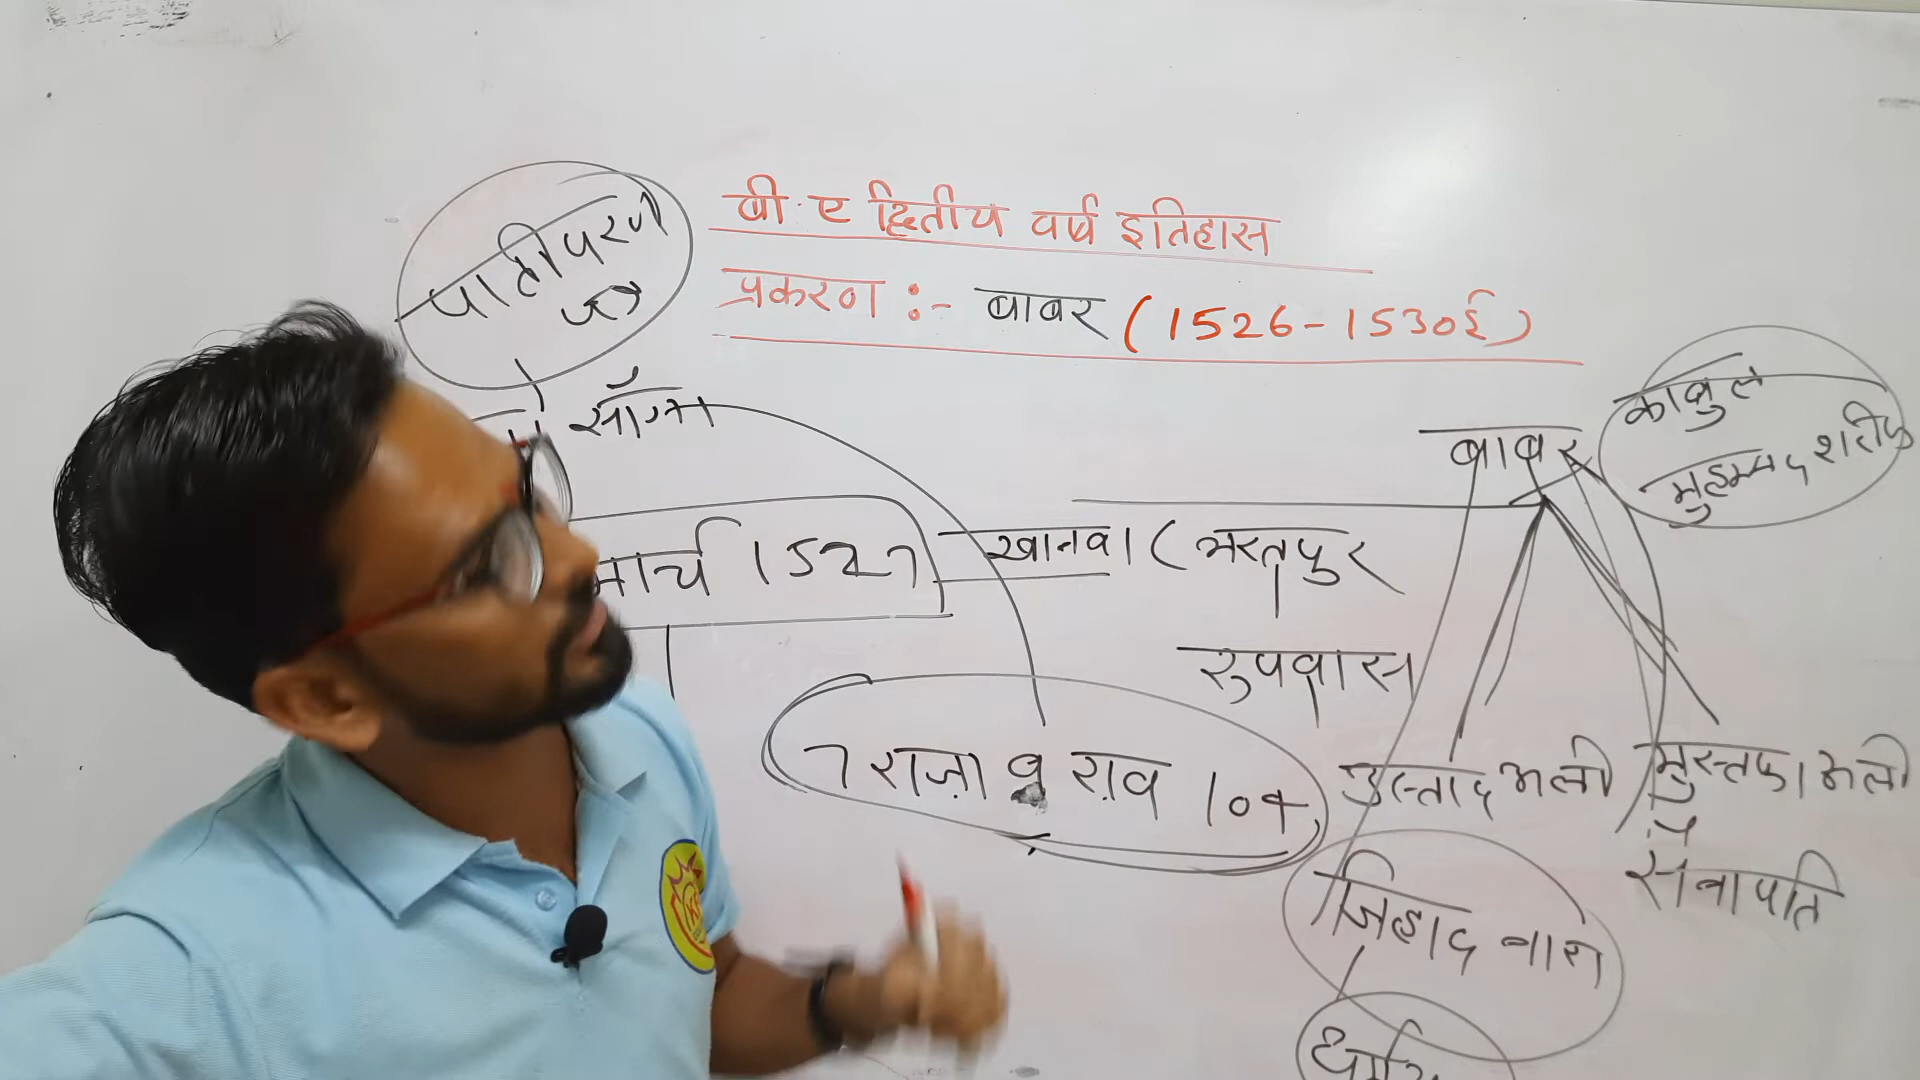 बी ए द्वितीय वर्ष इतिहास
प्रकरण :- बाबर (1526-1530ई)
पातीपरण
साँगा
मार्च 1527
खानवा ( भरतपुर
रुपवास
7 राजा व राव 104
बाबर
काबुल
मुहम्मद शरीफ
उस्ताद अली
मुस्तफा अली
सेनापति
जिहाद नारा